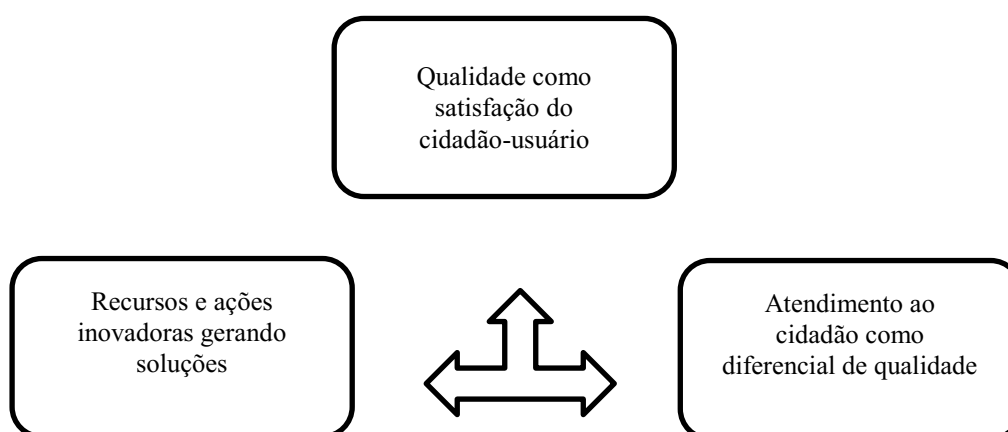 Qualidade como
satisfação do
cidadão-usuário
Recursos e ações
inovadoras gerando
soluções
Atendimento ao
cidadão como
diferencial de qualidade